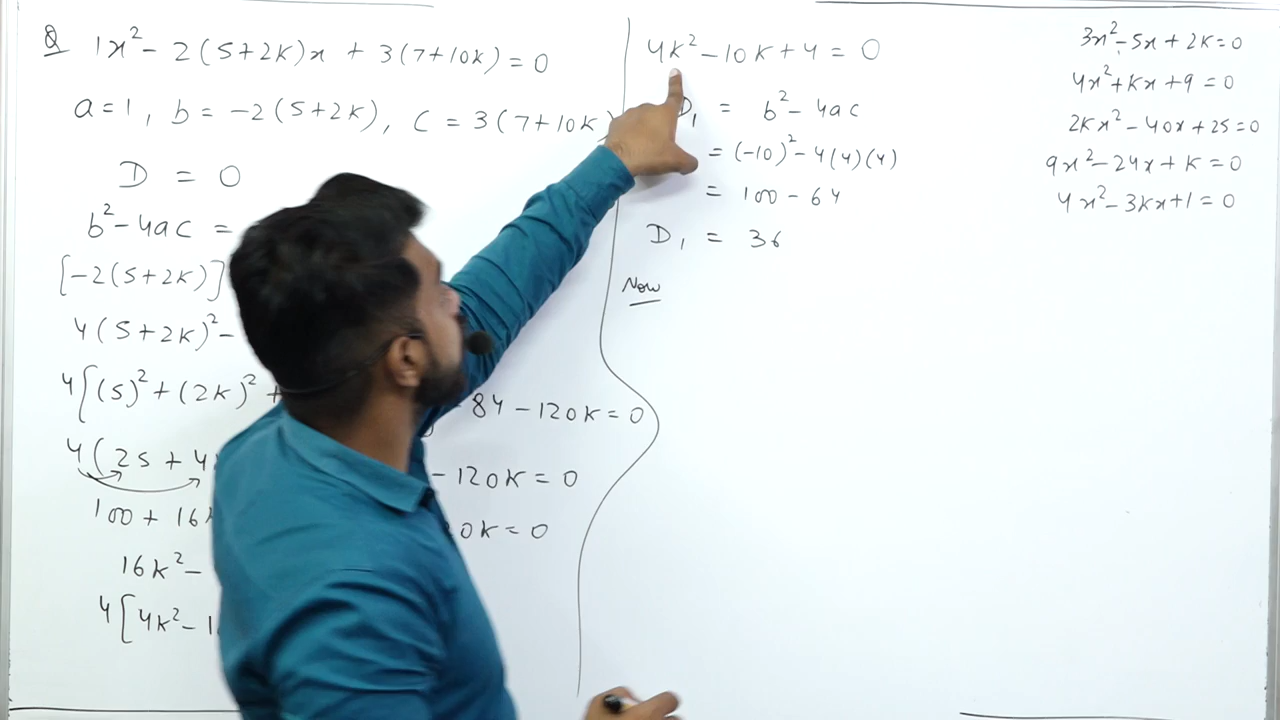 Q 1x² - 2(5+2k)x + 3(7+10k) = 0
a = 1, b = -2(5+2k), c = 3(7+10k)
D = 0
b² - 4ac =
[-2(5+2k)]
4(5+2k)² -
4[(5)² + (2k)² +
- 84 - 120k = 0
4(25 + 4
- 120k = 0
100 + 16k
0k = 0
16k² -
4[4k² - 1
4k² - 10k + 4 = 0
D₁ = b² - 4ac
= (-10)² - 4(4)(4)
= 100 - 64
D₁ = 36
Now
3x² - 5x + 2k = 0
4x² + kx + 9 = 0
2kx² - 40x + 25 = 0
9x² - 24x + k = 0
4x² - 3kx + 1 = 0